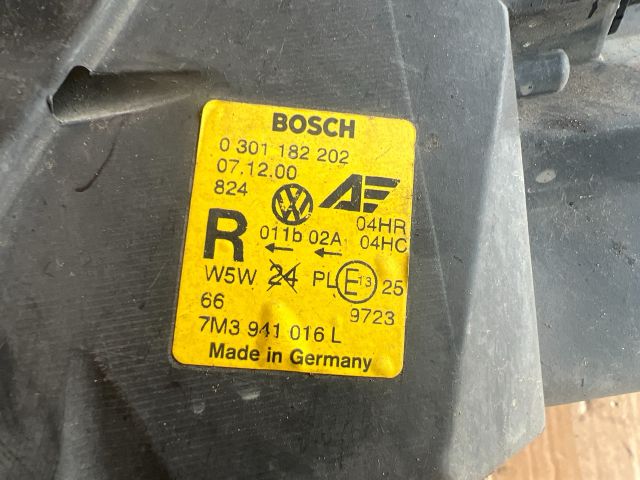 BOSCH
0 301 182 202
07.12.00
824
VW AF
R
04HR
011b 02A 04HC
W5W 24 PL E13 25
66 9723
7M3 941 016 L
Made in Germany